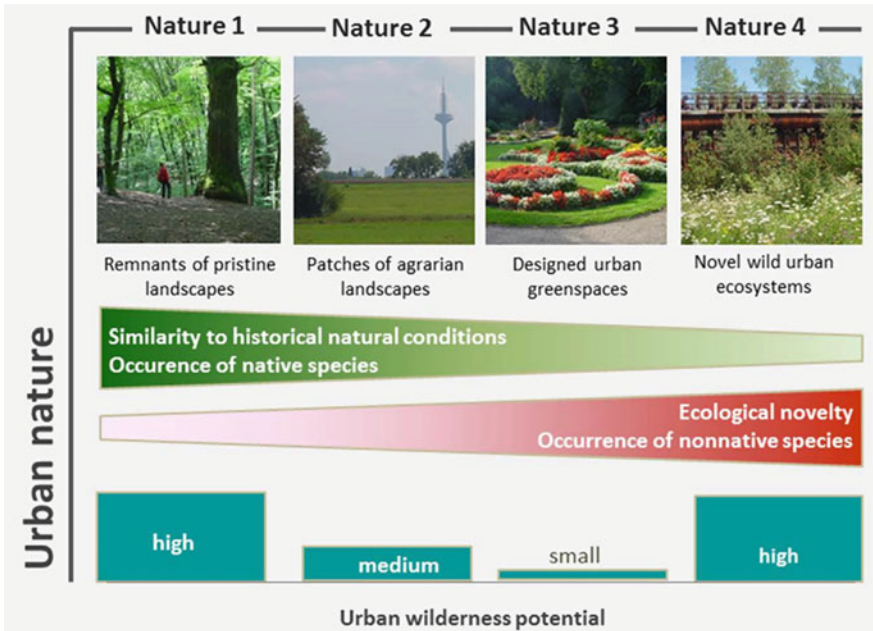 Nature 1
Nature 2
Nature 3
Nature 4
Remnants of pristine
landscapes
Patches of agrarian
landscapes
Designed urban
greenspaces
Novel wild urban
ecosystems
Urban nature
Similarity to historical natural conditions
Occurence of native species
Ecological novelty
Occurrence of nonnative species
high
medium
small
high
Urban wilderness potential